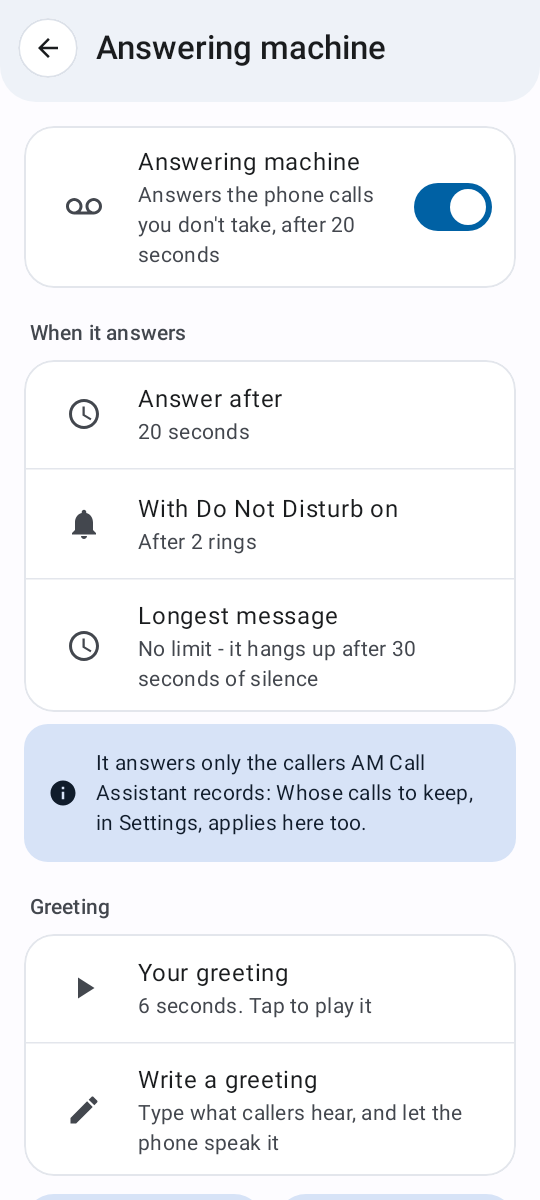 Answering machine
Answering machine
Answers the phone calls
you don't take, after 20
seconds
When it answers
Answer after
20 seconds
With Do Not Disturb on
After 2 rings
Longest message
No limit - it hangs up after 30
seconds of silence
It answers only the callers AM Call
Assistant records: Whose calls to keep,
in Settings, applies here too.
Greeting
Your greeting
6 seconds. Tap to play it
Write a greeting
Type what callers hear, and let the
phone speak it